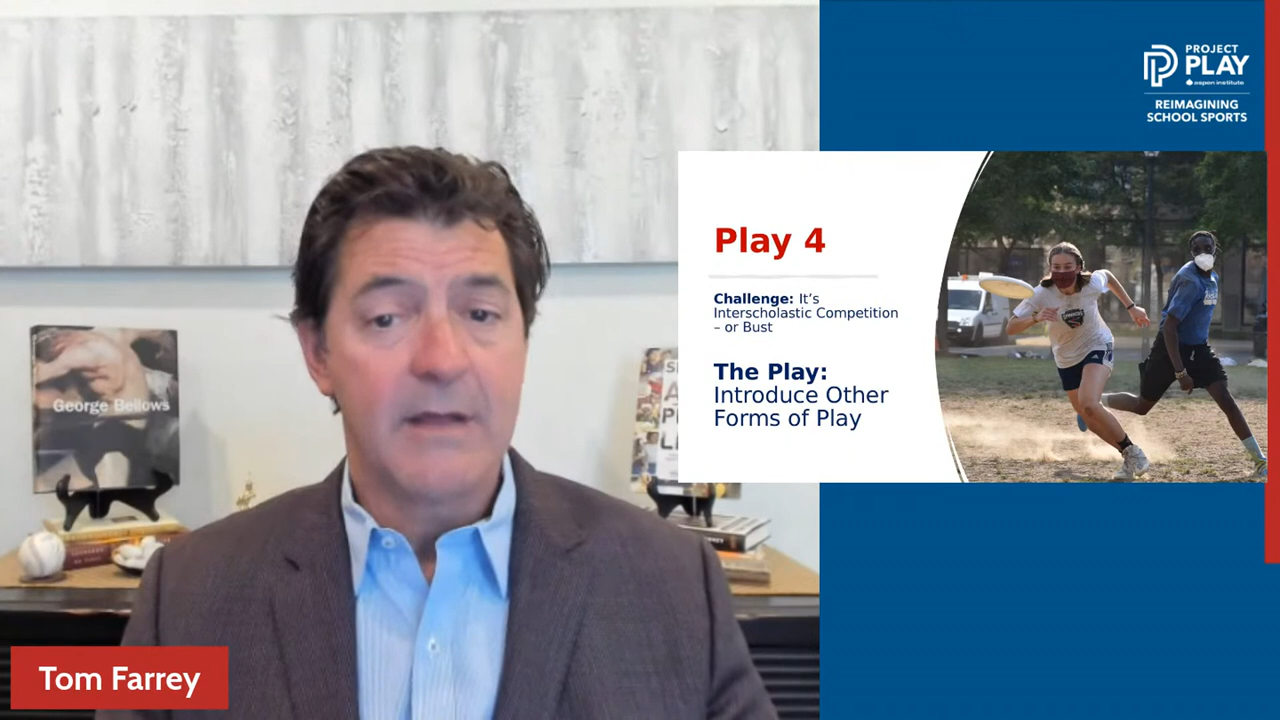 George Bellows
Tom Farrey
Play 4
Challenge: It’s
Interscholastic Competition
– or Bust
The Play:
Introduce Other
Forms of Play
PROJECT
PLAY
aspen institute
REIMAGINING
SCHOOL SPORTS